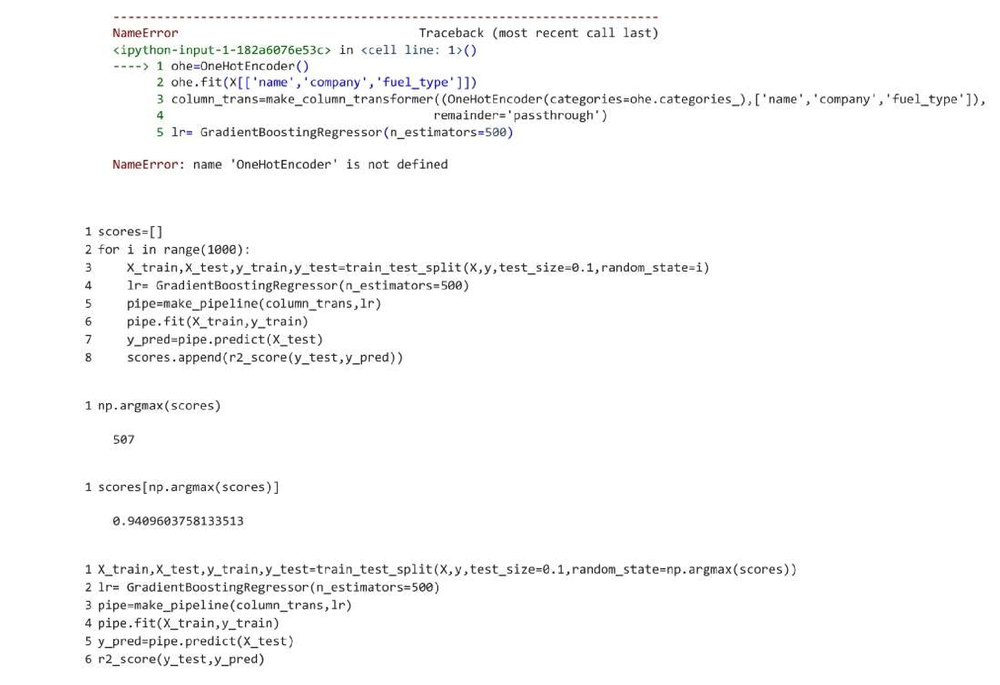 ---------------------------------------------------------------------------
NameError                                 Traceback (most recent call last)
<ipython-input-1-182a6076e53c> in <cell line: 1>()
----> 1 ohe=OneHotEncoder()
      2 ohe.fit(X[['name','company','fuel_type']])
      3 column_trans=make_column_transformer((OneHotEncoder(categories=ohe.categories_),['name','company','fuel_type']),
      4                                     remainder='passthrough')
      5 lr= GradientBoostingRegressor(n_estimators=500)
NameError: name 'OneHotEncoder' is not defined
1 scores=[]
2 for i in range(1000):
3     X_train,X_test,y_train,y_test=train_test_split(X,y,test_size=0.1,random_state=i)
4     lr= GradientBoostingRegressor(n_estimators=500)
5     pipe=make_pipeline(column_trans,lr)
6     pipe.fit(X_train,y_train)
7     y_pred=pipe.predict(X_test)
8     scores.append(r2_score(y_test,y_pred))
1 np.argmax(scores)
507
1 scores[np.argmax(scores)]
0.9409603758133513
1 X_train,X_test,y_train,y_test=train_test_split(X,y,test_size=0.1,random_state=np.argmax(scores))
2 lr= GradientBoostingRegressor(n_estimators=500)
3 pipe=make_pipeline(column_trans,lr)
4 pipe.fit(X_train,y_train)
5 y_pred=pipe.predict(X_test)
6 r2_score(y_test,y_pred)